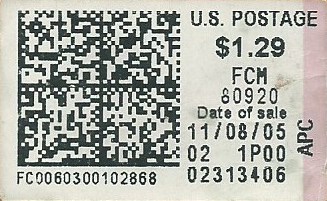 U.S. POSTAGE
$1.29
FCM
80920
Date of sale
11/08/05
02 1P00
02313406
APC
FC0060300102868